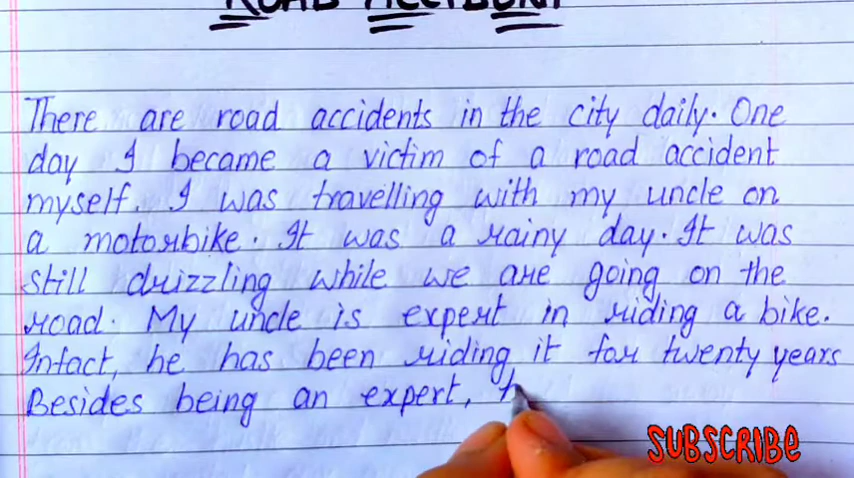 ROAD ACCIDENT
There are road accidents in the city daily. One
day I became a victim of a road accident
myself. I was travelling with my uncle on
a motorbike. It was a rainy day. It was
still drizzling while we are going on the
road. My uncle is expert in riding a bike.
Infact, he has been riding it for twenty years
Besides being an expert,
SUBSCRIBE